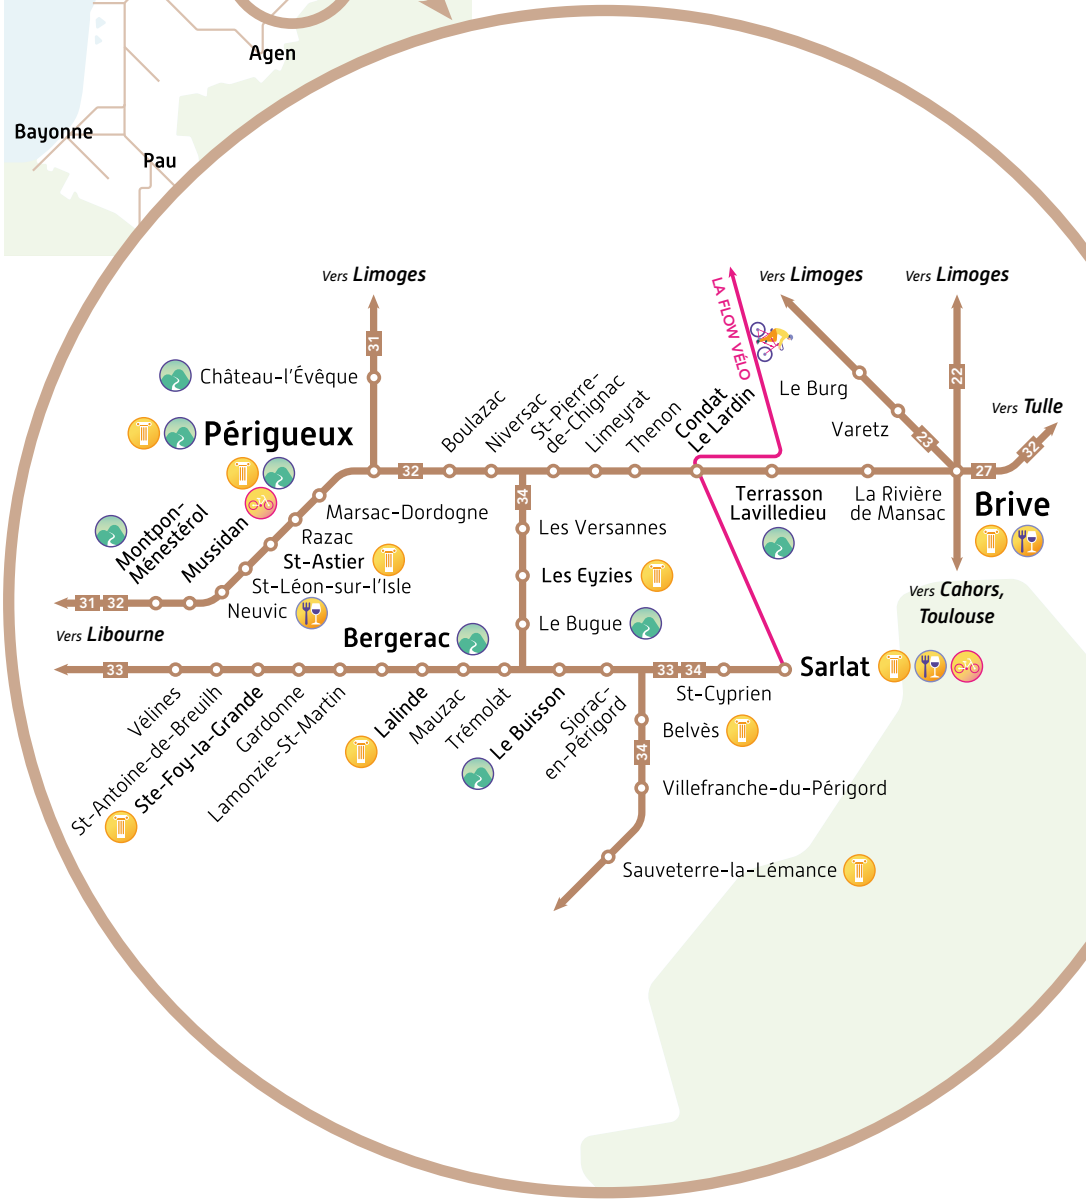 Agen
Bayonne
Pau
Vers Limoges
Vers Limoges
Vers Limoges
LA FLOW VÉLO
31
22
Château-l'Évêque
Le Burg
Vers Tulle
Périgueux
Boulazac
Niversac
St-Pierre-
de-Chignac
Limeyrat
Thenon
Condat
Le Lardin
Varetz
23
32
32
27
Montpon-
Ménestérol
Mussidan
Marsac-Dordogne
Razac
St-Astier
St-Léon-sur-l'Isle
Neuvic
34
Les Versannes
Les Eyzies
Le Bugue
Terrasson
Lavilledieu
La Rivière
de Mansac
Brive
31
32
Vers Libourne
Vers Cahors,
Toulouse
Bergerac
33
33
34
Sarlat
Vélines
St-Antoine-de-Breuilh
Ste-Foy-la-Grande
Gardonne
Lamonzie-St-Martin
Lalinde
Mauzac
Trémolat
Le Buisson
Siorac-
en-Périgord
St-Cyprien
Belvès
34
Villefranche-du-Périgord
Sauveterre-la-Lémance